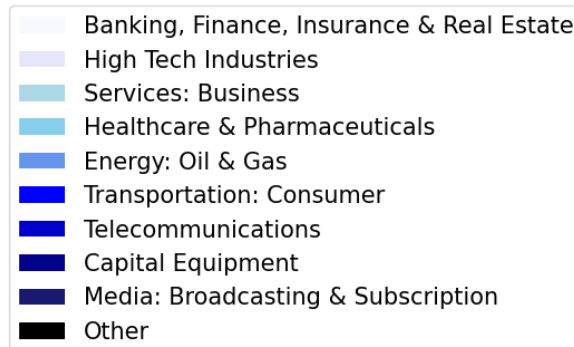 Banking, Finance, Insurance & Real Estate
High Tech Industries
Services: Business
Healthcare & Pharmaceuticals
Energy: Oil & Gas
Transportation: Consumer
Telecommunications
Capital Equipment
Media: Broadcasting & Subscription
Other